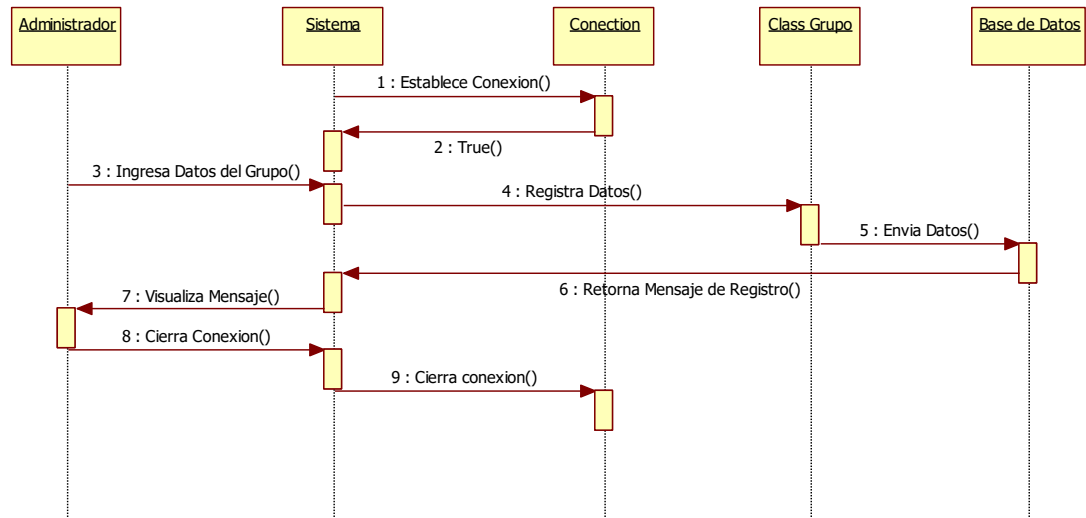 Administrador
Sistema
Conection
Class Grupo
Base de Datos
1 : Establece Conexion()
2 : True()
3 : Ingresa Datos del Grupo()
4 : Registra Datos()
5 : Envia Datos()
6 : Retorna Mensaje de Registro()
7 : Visualiza Mensaje()
8 : Cierra Conexion()
9 : Cierra conexion()